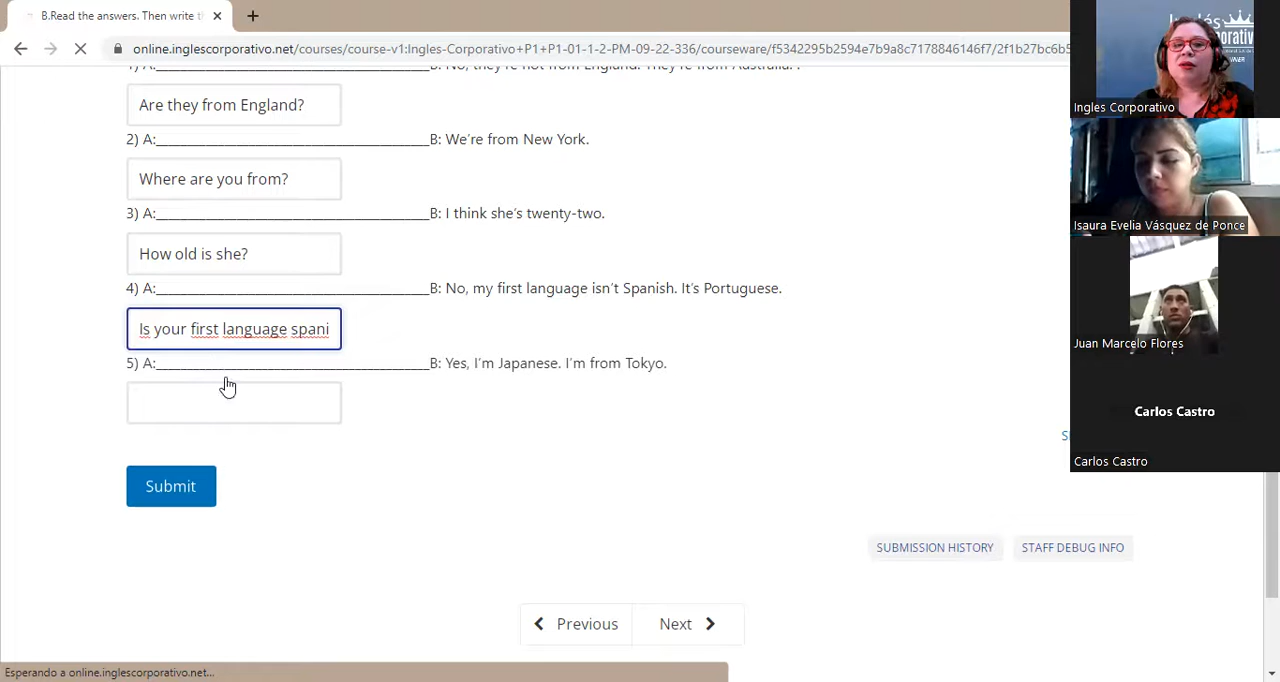 B.Read the answers. Then write t
online.inglescorporativo.net/courses/course-v1:Ingles-Corporativo+P1+P1-01-1-2-PM-09-22-336/courseware/f5342295b2594e7b9a8c7178846146f7/2f1b27bc6b5
1) A:______________________________________B: No, they're not from England. They're from Australia. .
Are they from England?
2) A:______________________________________B: We're from New York.
Where are you from?
3) A:______________________________________B: I think she's twenty-two.
How old is she?
4) A:______________________________________B: No, my first language isn't Spanish. It's Portuguese.
Is your first language spani
5) A:______________________________________B: Yes, I'm Japanese. I'm from Tokyo.
Submit
SUBMISSION HISTORY
STAFF DEBUG INFO
Previous
Next
Esperando a online.inglescorporativo.net...
Ingles Corporativo
Isaura Evelia Vásquez de Ponce
Juan Marcelo Flores
Carlos Castro
Carlos Castro